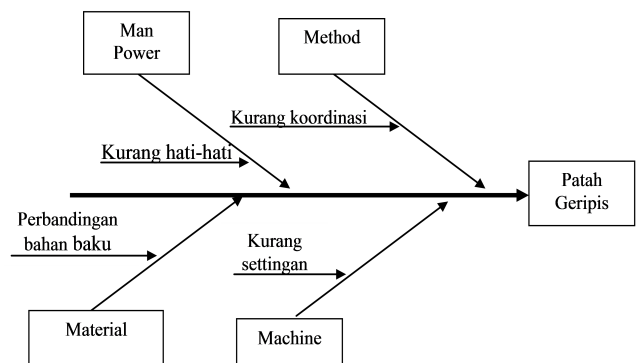 Man
Power
Method
Kurang koordinasi
Kurang hati-hati
Patah
Geripis
Perbandingan
bahan baku
Kurang
settingan
Material
Machine